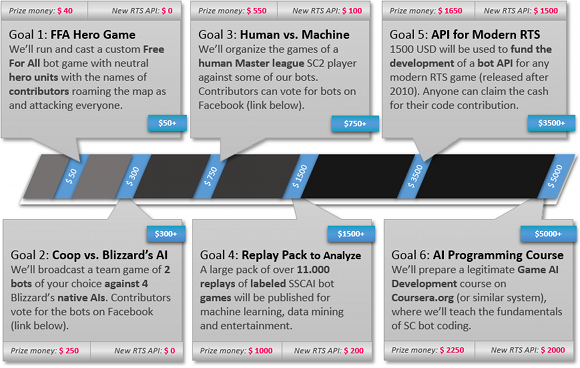 Prize money: $ 40 New RTS API: $ 0
Goal 1: FFA Hero Game
We'll run and cast a custom Free
For All bot game with neutral
hero units with the names of
contributors roaming the map as
and attacking everyone.
$50+
Prize money: $ 550 New RTS API: $ 100
Goal 3: Human vs. Machine
We'll organize the games of a
human Master league SC2 player
against some of our bots.
Contributors can vote for bots on
Facebook (link below).
$750+
Prize money: $ 1650 New RTS API: $ 1500
Goal 5: API for Modern RTS
1500 USD will be used to fund the
development of a bot API for any
modern RTS game (released after
2010). Anyone can claim the cash
for their code contribution.
$3500+
$ 50
$ 300
$ 750
$ 1500
$ 3500
$ 5000
$300+
Goal 2: Coop vs. Blizzard's AI
We'll broadcast a team game of 2
bots of your choice against 4
Blizzard's native AIs. Contributors
vote for the bots on Facebook
(link below).
Prize money: $ 250 New RTS API: $ 0
$1500+
Goal 4: Replay Pack to Analyze
A large pack of over 11.000
replays of labeled SSCAI bot
games will be published for
machine learning, data mining
and entertainment.
Prize money: $ 1000 New RTS API: $ 200
$5000+
Goal 6: AI Programming Course
We'll prepare a legitimate Game AI
Development course on
Coursera.org (or similar system),
where we'll teach the fundamentals
of SC bot coding.
Prize money: $ 2250 New RTS API: $ 2000